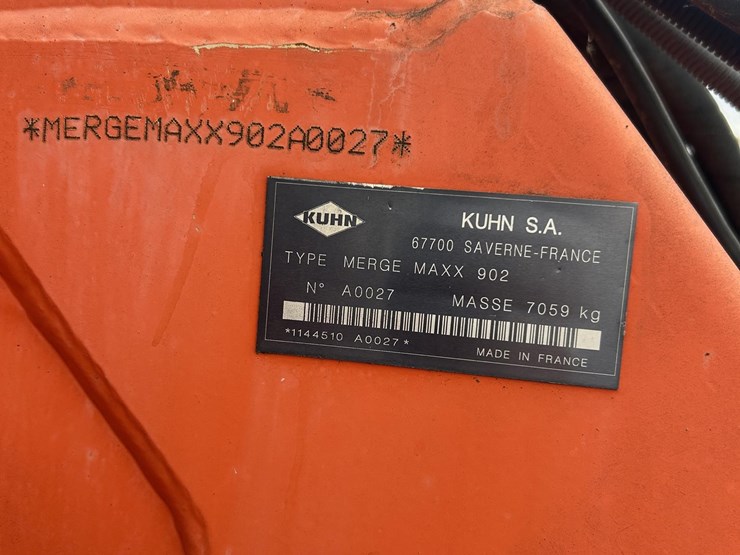 *MERGEMAXX902A0027*
KUHN
KUHN S.A.
67700 SAVERNE-FRANCE
TYPE MERGE MAXX 902
N° A0027 MASSE 7059 kg
*1144510 A0027*
MADE IN FRANCE